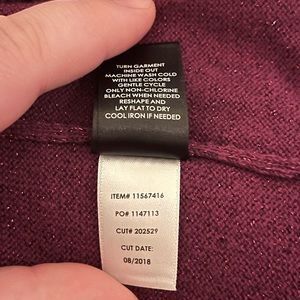 TURN GARMENT
INSIDE OUT
MACHINE WASH COLD
WITH LIKE COLORS
GENTLE CYCLE
ONLY NON-CHLORINE
BLEACH WHEN NEEDED
RESHAPE AND
LAY FLAT TO DRY
COOL IRON IF NEEDED
ITEM# 11567416
PO# 1147113
CUT# 202529
CUT DATE:
08/2018